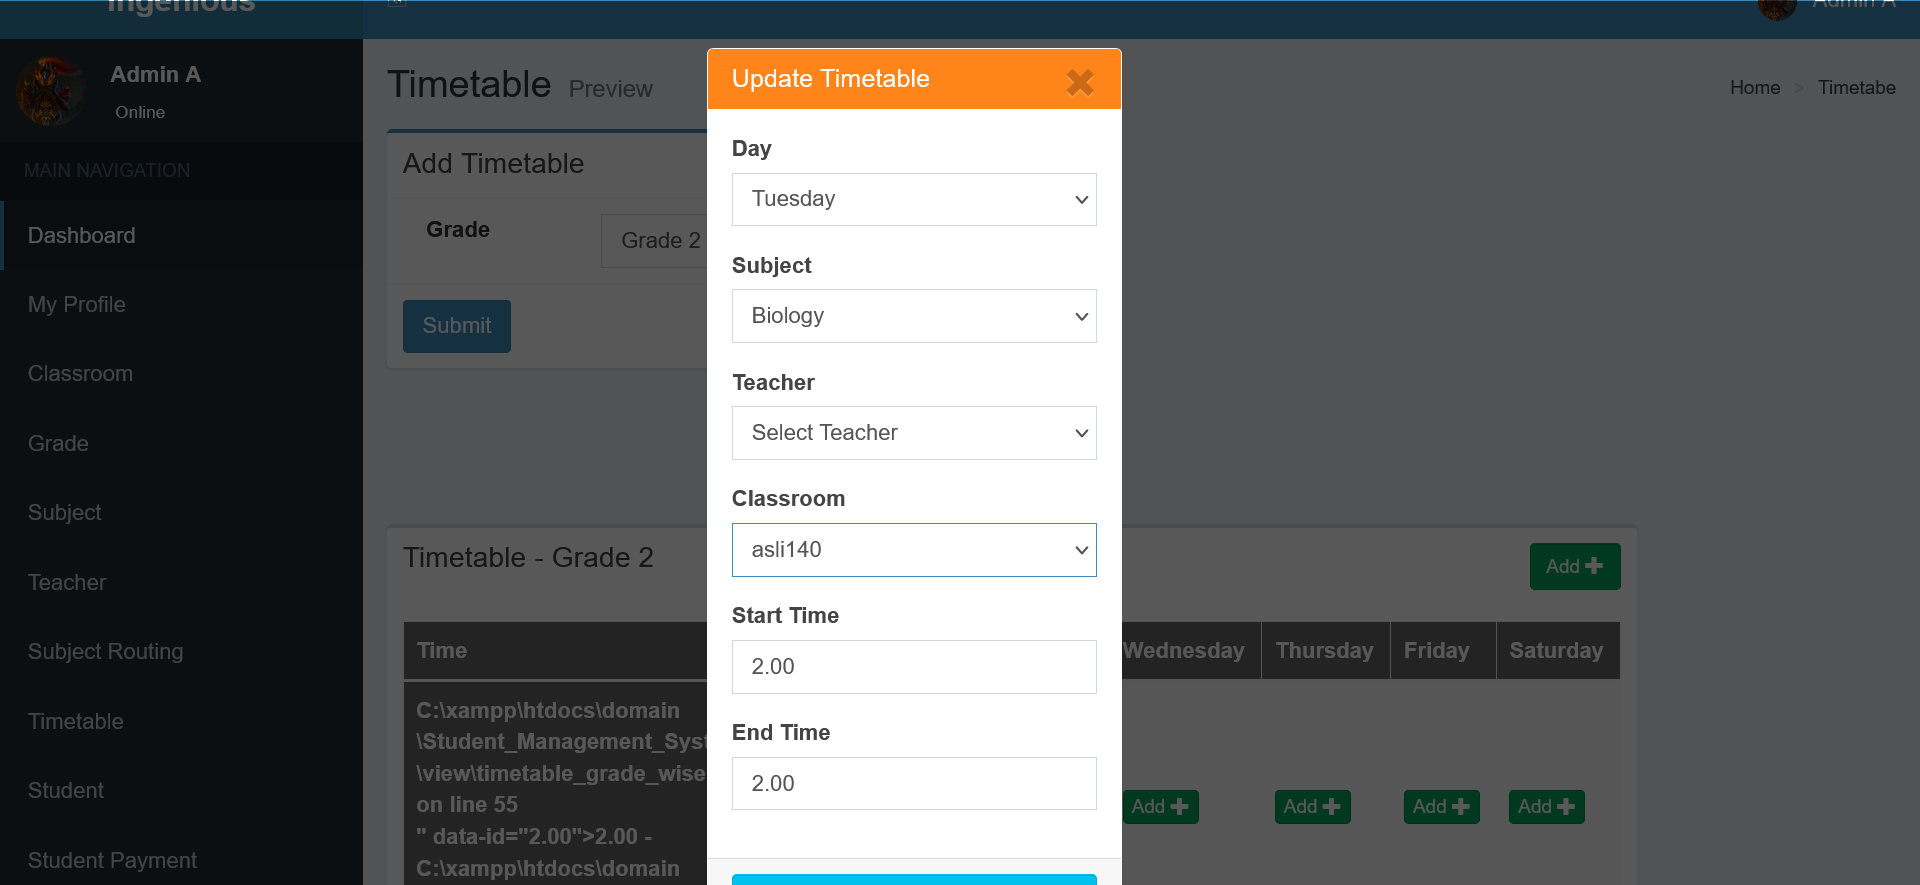 Ingenious
Admin A
Admin A
Online
MAIN NAVIGATION
Dashboard
My Profile
Classroom
Grade
Subject
Teacher
Subject Routing
Timetable
Student
Student Payment
Timetable Preview
Home > Timetabe
Add Timetable
Grade
Grade 2
Submit
Update Timetable
Day
Tuesday
Subject
Biology
Teacher
Select Teacher
Classroom
asli140
Start Time
2.00
End Time
2.00
Timetable - Grade 2
Add
Time
Wednesday
Thursday
Friday
Saturday
C:\xampp\htdocs\domain
\Student_Management_Syst
\view\timetable_grade_wise
on line 55
" data-id="2.00">2.00 -
C:\xampp\htdocs\domain
Add
Add
Add
Add